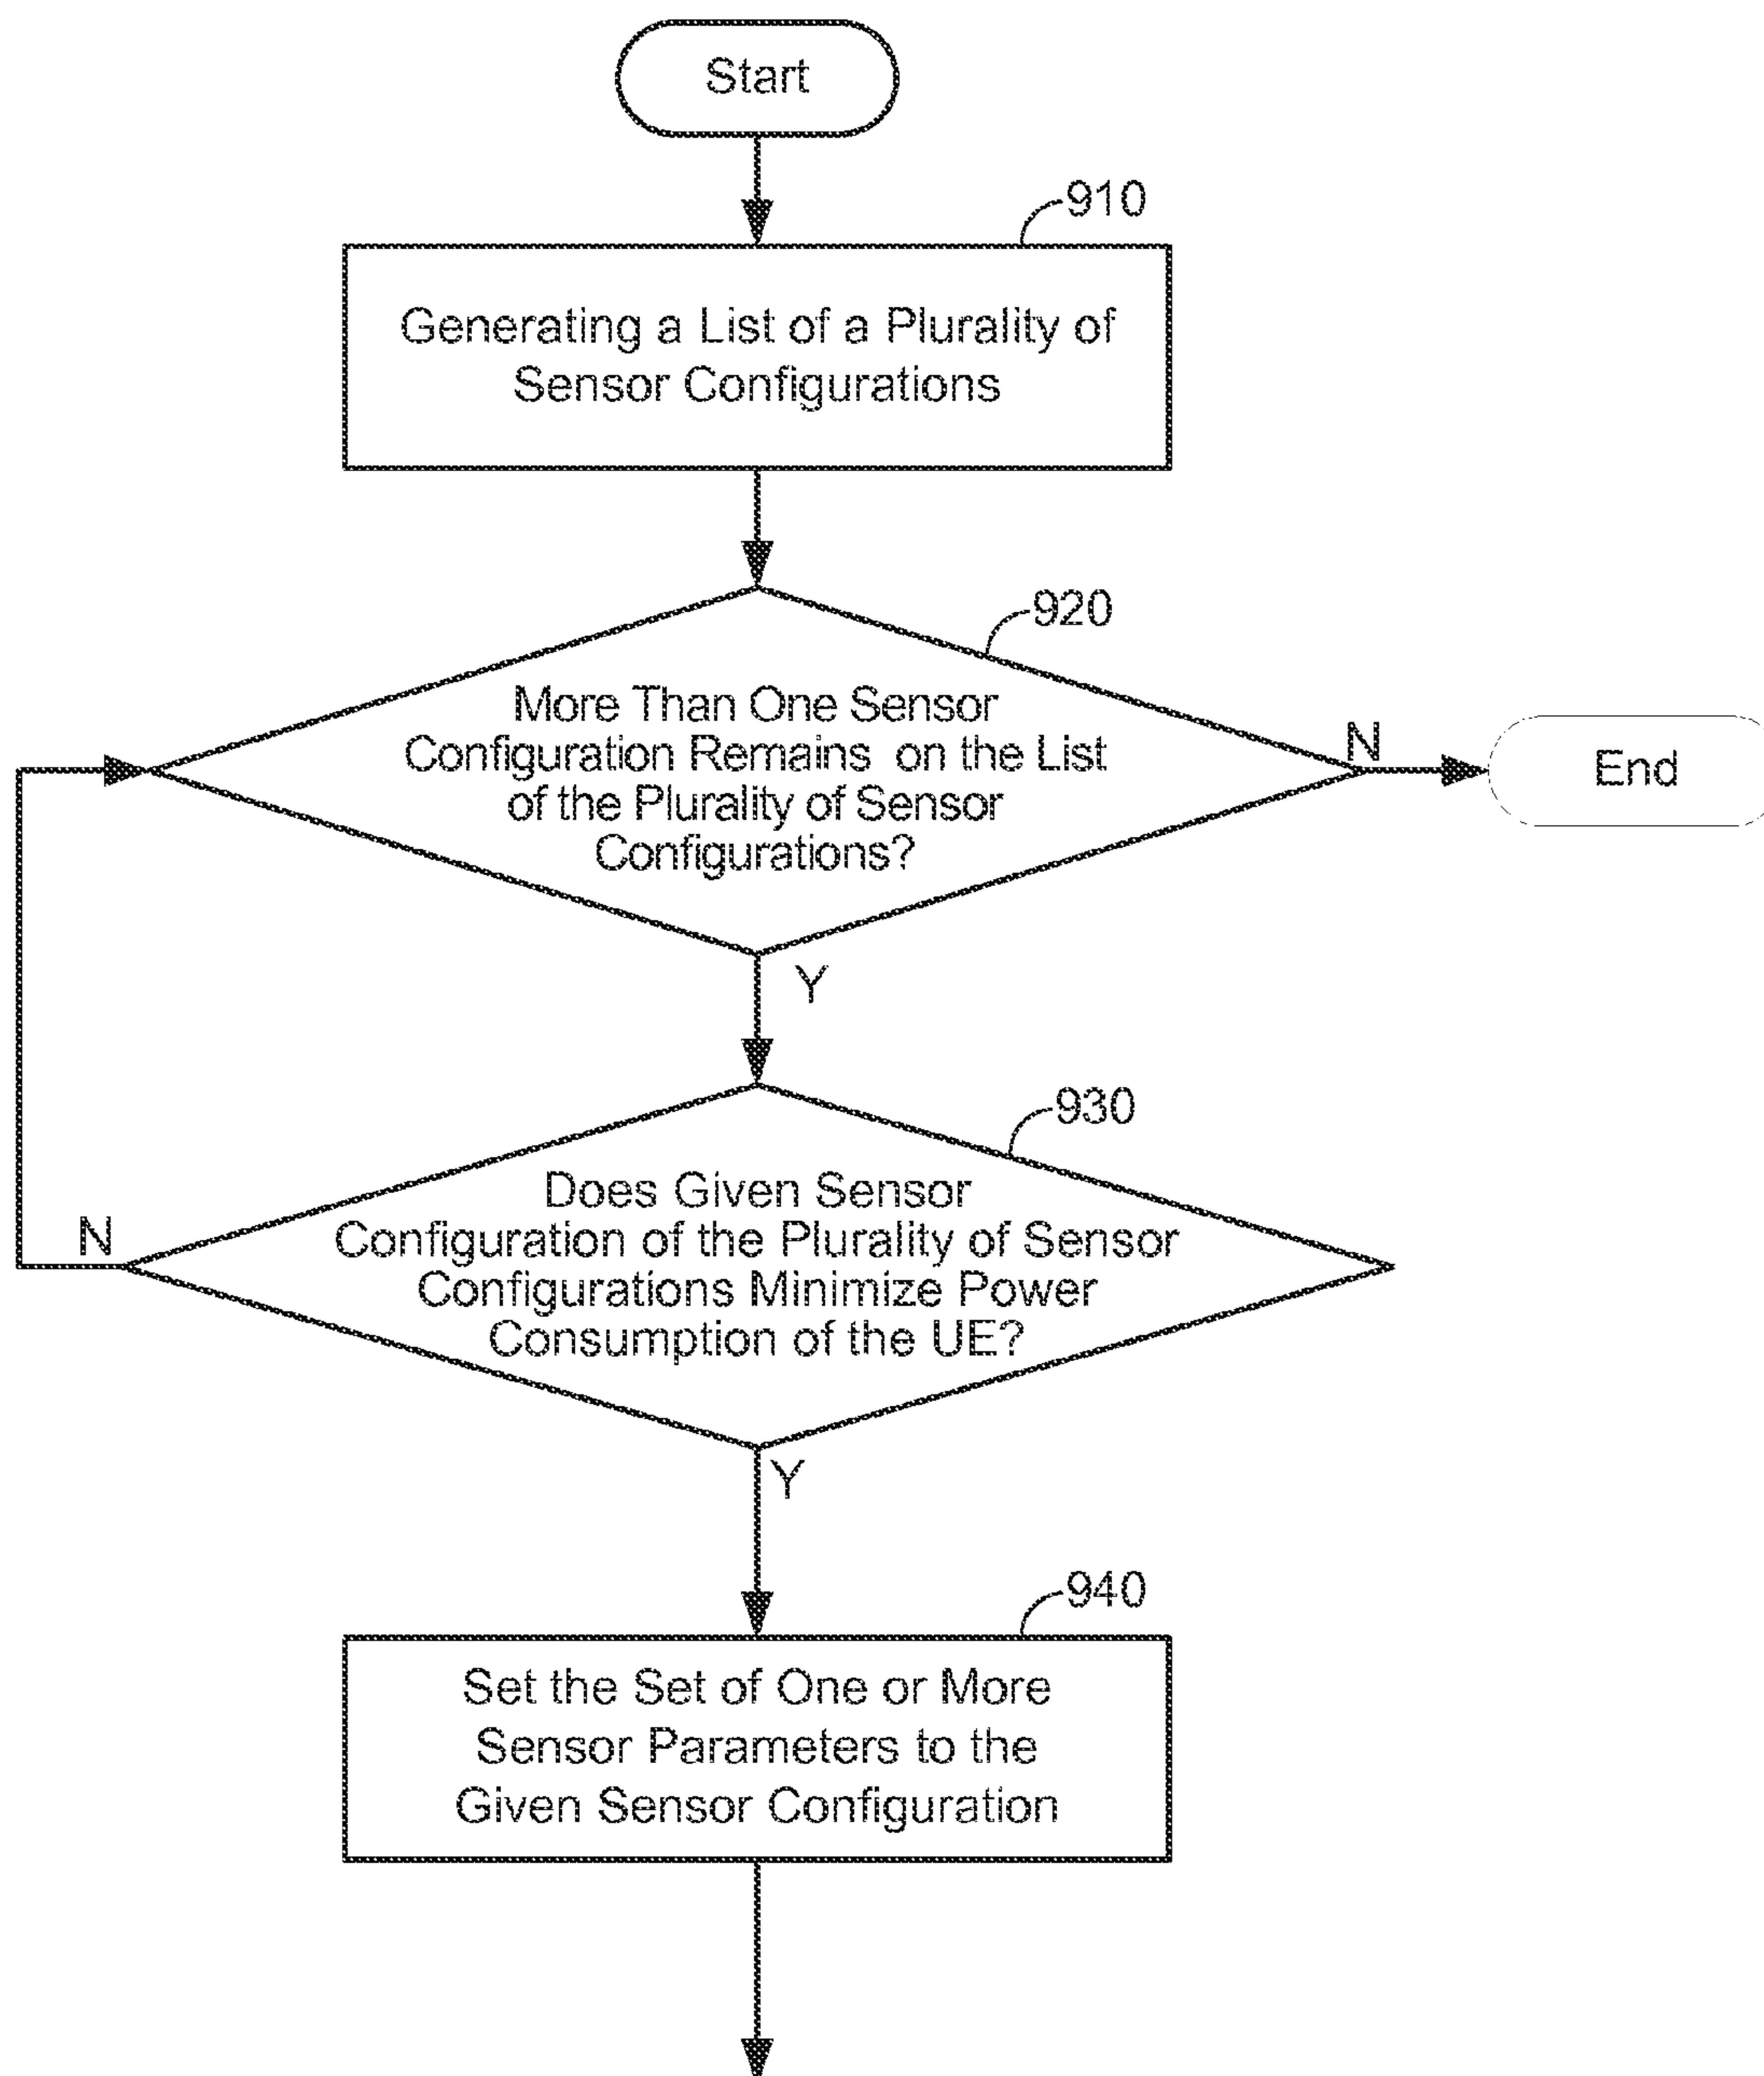 Start
910
Generating a List of a Plurality of
Sensor Configurations
920
More Than One Sensor
Configuration Remains on the List
of the Plurality of Sensor
Configurations?
N
End
Y
930
Does Given Sensor
Configuration of the Plurality of Sensor
Configurations Minimize Power
Consumption of the UE?
N
Y
940
Set the Set of One or More
Sensor Parameters to the
Given Sensor Configuration